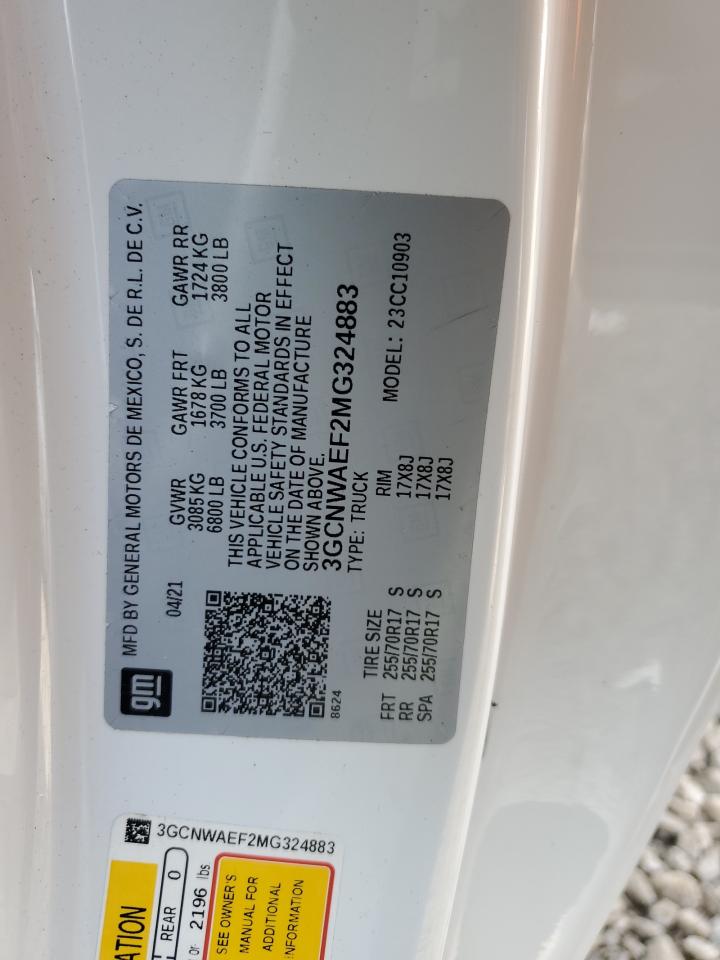 gm
MFD BY GENERAL MOTORS DE MEXICO, S. DE R.L. DE C.V.
04/21
GVWR GAWR FRT GAWR RR
3085 KG 1678 KG 1724 KG
6800 LB 3700 LB 3800 LB
THIS VEHICLE CONFORMS TO ALL
APPLICABLE U.S. FEDERAL MOTOR
VEHICLE SAFETY STANDARDS IN EFFECT
ON THE DATE OF MANUFACTURE
SHOWN ABOVE.
3GCNWAEF2MG324883
8624
TYPE: TRUCK
TIRE SIZE RIM MODEL: 23CC10903
FRT 255/70R17 S 17X8J
RR 255/70R17 S 17X8J
SPA 255/70R17 S 17X8J
3GCNWAEF2MG324883
REAR 0
2196 lbs
SEE OWNER'S
MANUAL FOR
ADDITIONAL
INFORMATION